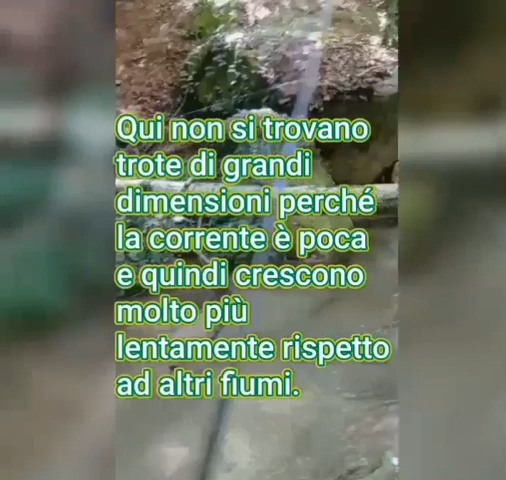 Qui non si trovano
trote di grandi
dimensioni perché
la corrente è poca
e quindi crescono
molto più
lentamente rispetto
ad altri fiumi.